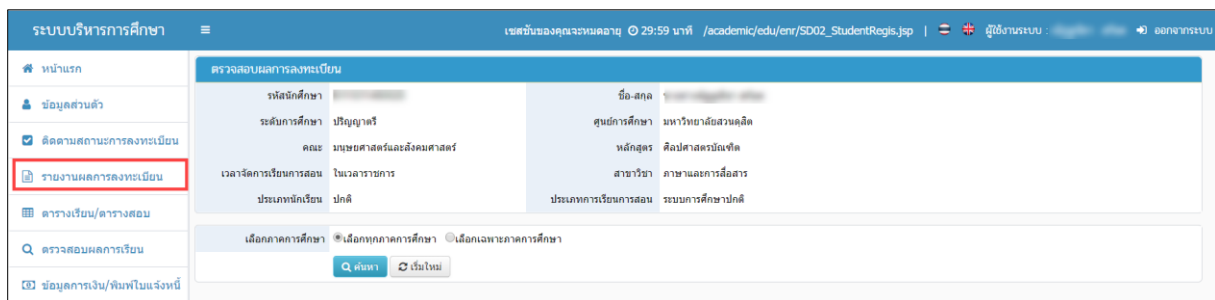 ระบบบริหารการศึกษา
เซสชันของคุณจะหมดอายุ 29:59 นาที /academic/edu/enr/SD02_StudentRegis.jsp | ผู้ใช้งานระบบ : ออกจากระบบ
หน้าแรก
ข้อมูลส่วนตัว
ติดตามสถานะการลงทะเบียน
รายงานผลการลงทะเบียน
ตารางเรียน/ตารางสอบ
ตรวจสอบผลการเรียน
ข้อมูลการเงิน/พิมพ์ใบแจ้งหนี้
ตรวจสอบผลการลงทะเบียน
รหัสนักศึกษา ชื่อ-สกุล
ระดับการศึกษา ปริญญาตรี ศูนย์การศึกษา มหาวิทยาลัยสวนดุสิต
คณะ มนุษยศาสตร์และสังคมศาสตร์ หลักสูตร ศิลปศาสตรบัณฑิต
เวลาจัดการเรียนการสอน ในเวลาราชการ สาขาวิชา ภาษาและการสื่อสาร
ประเภทนักเรียน ปกติ ประเภทการเรียนการสอน ระบบการศึกษาปกติ
เลือกภาคการศึกษา เลือกทุกภาคการศึกษา เลือกเฉพาะภาคการศึกษา
ค้นหา เริ่มใหม่